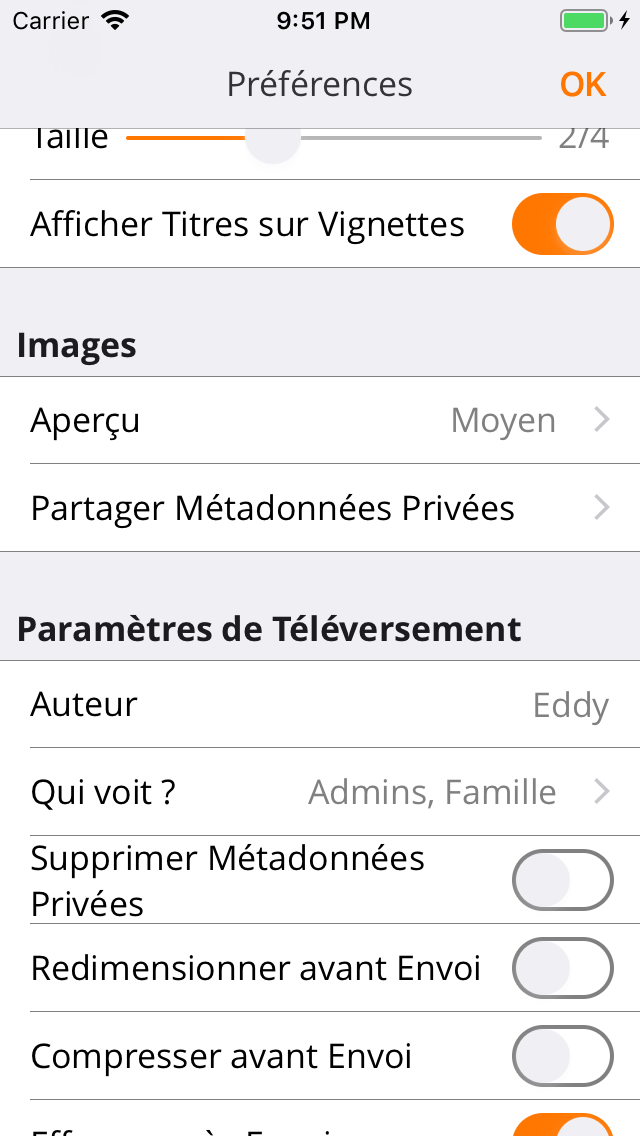 Carrier 9:51 PM
Préférences OK
Taille 2/4
Afficher Titres sur Vignettes
Images
Aperçu Moyen
Partager Métadonnées Privées
Paramètres de Téléversement
Auteur Eddy
Qui voit ? Admins, Famille
Supprimer Métadonnées
Privées
Redimensionner avant Envoi
Compresser avant Envoi